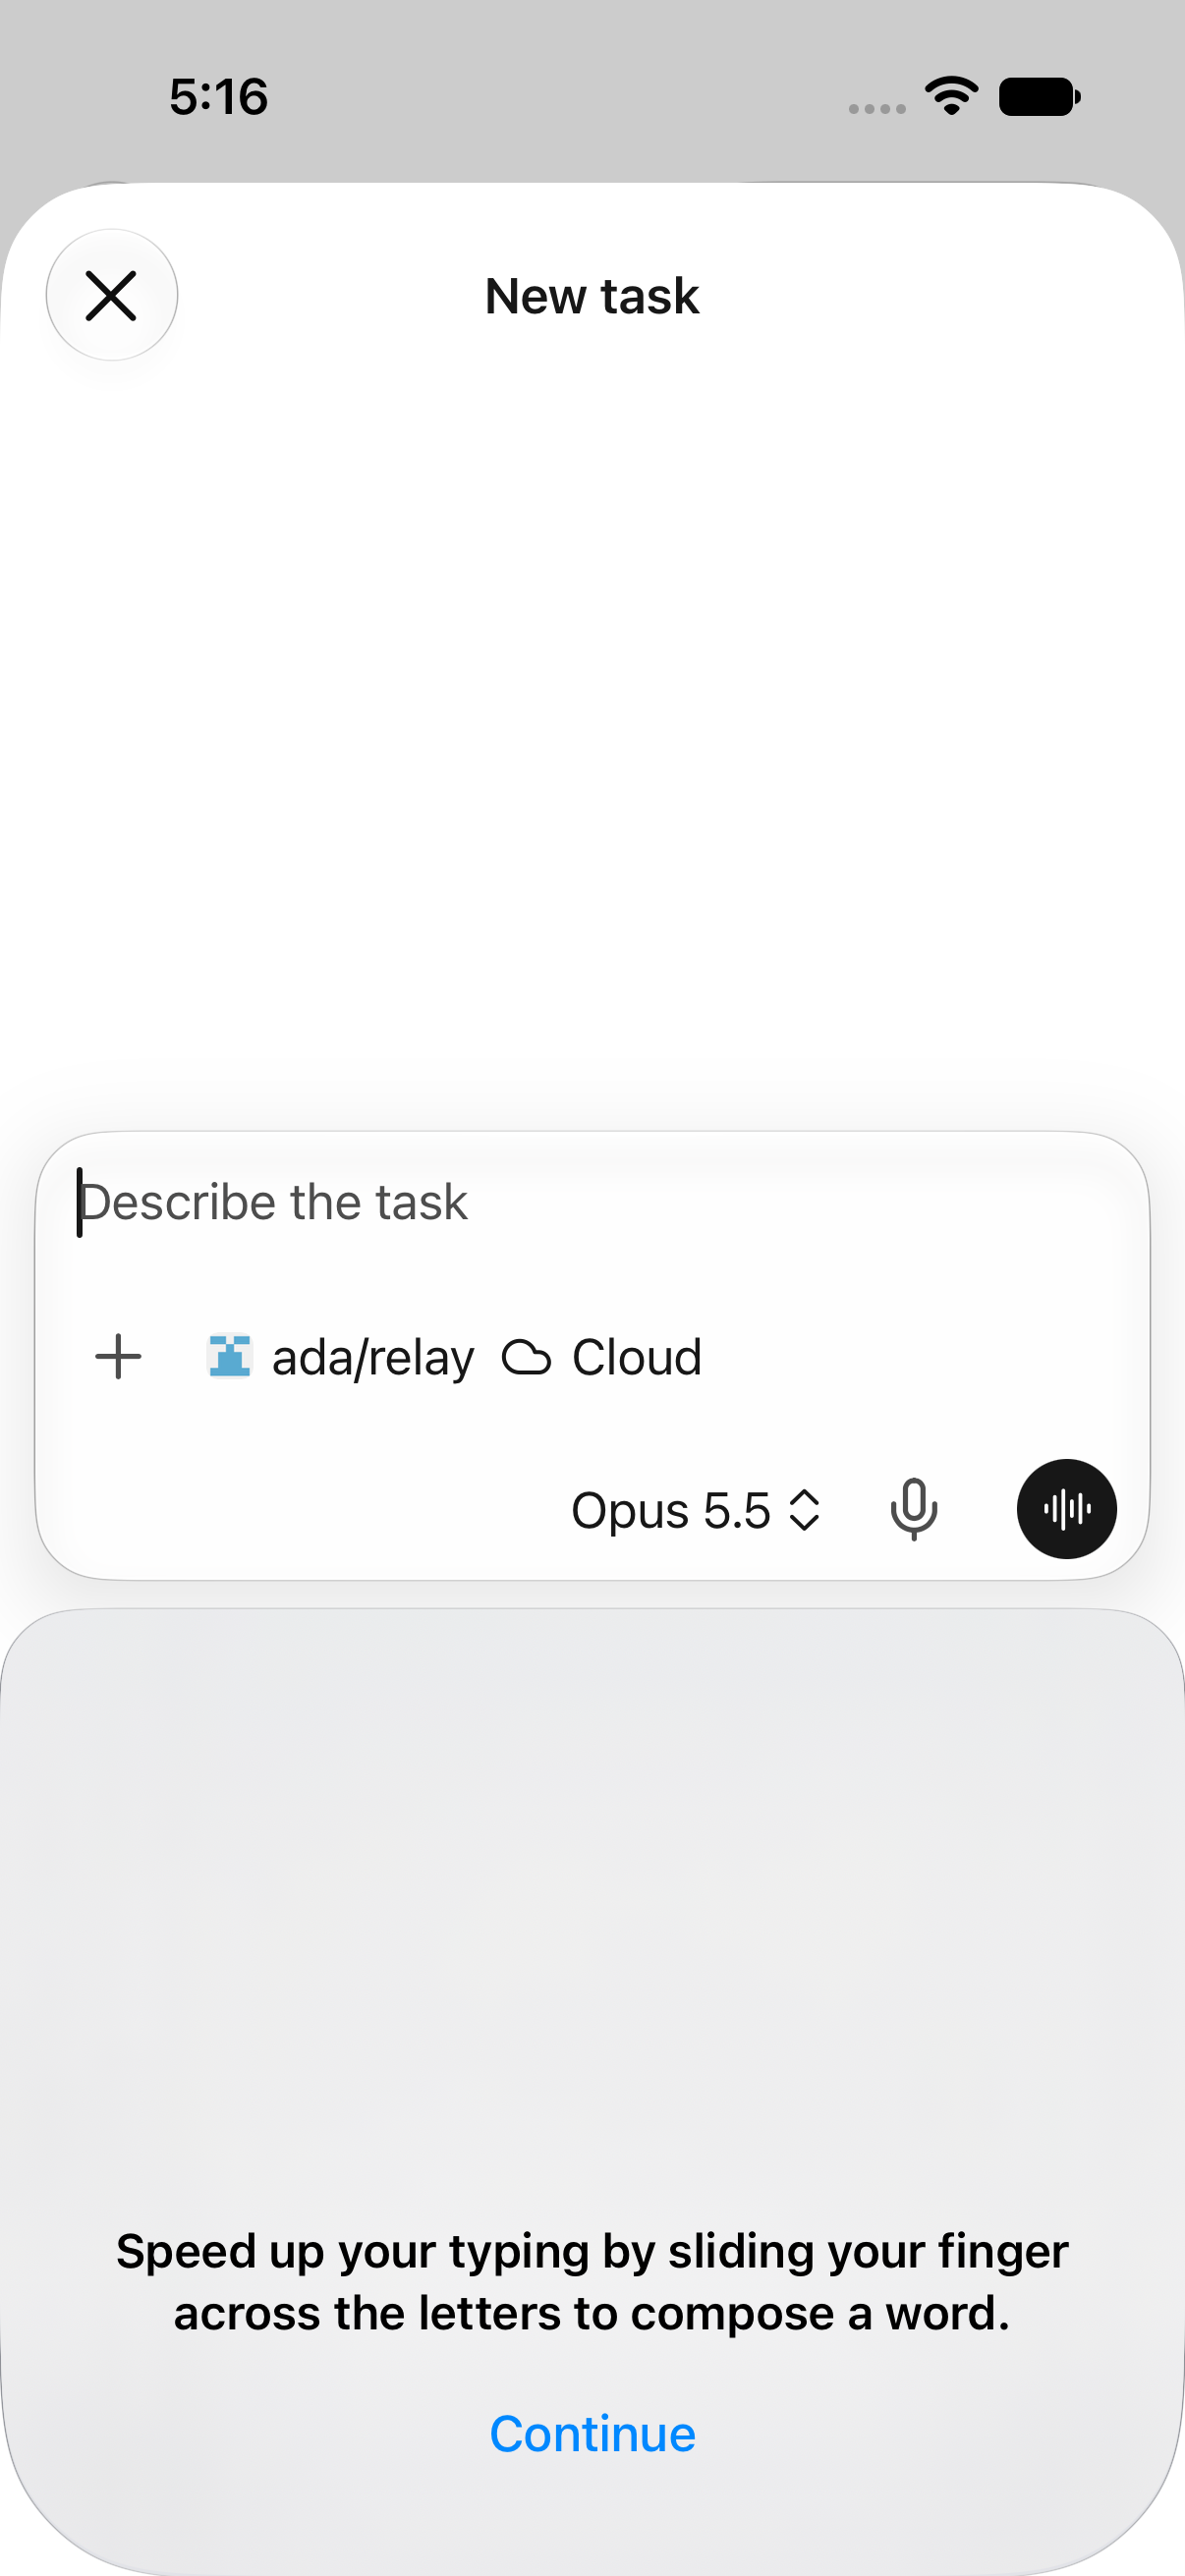 5:16
New task
Describe the task
ada/relay Cloud
Opus 5.5
Speed up your typing by sliding your finger
across the letters to compose a word.
Continue